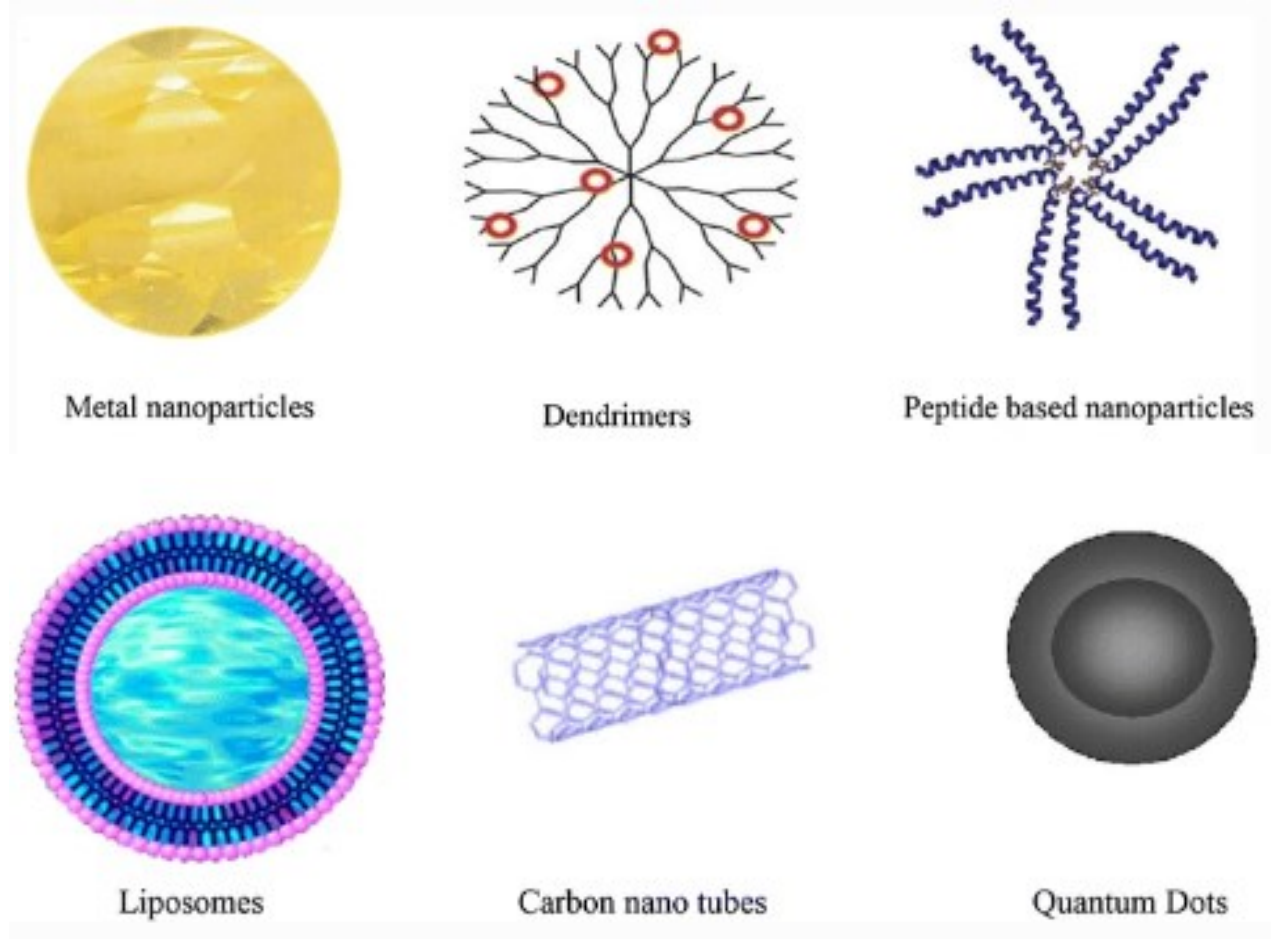 Metal nanoparticles
Dendrimers
Peptide based nanoparticles
Liposomes
Carbon nano tubes
Quantum Dots